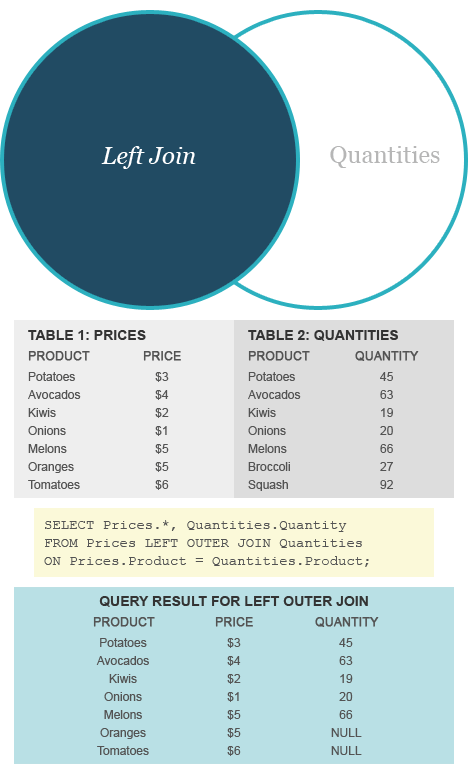 Left Join
Quantities
TABLE 1: PRICES
PRODUCT PRICE
Potatoes $3
Avocados $4
Kiwis $2
Onions $1
Melons $5
Oranges $5
Tomatoes $6
TABLE 2: QUANTITIES
PRODUCT QUANTITY
Potatoes 45
Avocados 63
Kiwis 19
Onions 20
Melons 66
Broccoli 27
Squash 92
SELECT Prices.*, Quantities.Quantity
FROM Prices LEFT OUTER JOIN Quantities
ON Prices.Product = Quantities.Product;
QUERY RESULT FOR LEFT OUTER JOIN
PRODUCT PRICE QUANTITY
Potatoes $3 45
Avocados $4 63
Kiwis $2 19
Onions $1 20
Melons $5 66
Oranges $5 NULL
Tomatoes $6 NULL